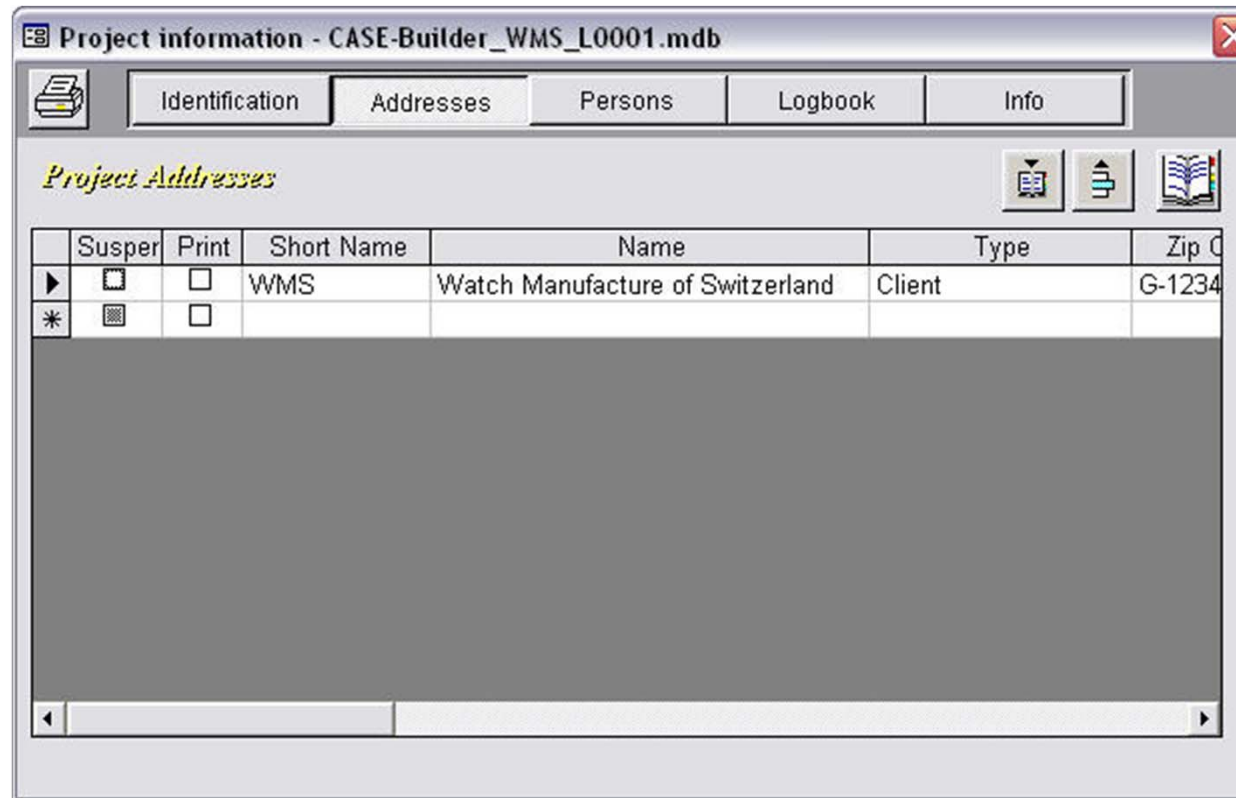 Project information - CASE-Builder_WMS_L0001.mdb
Identification Addresses Persons Logbook Info
Project Addresses
Susper Print Short Name Name Type Zip C
WMS Watch Manufacture of Switzerland Client G-1234